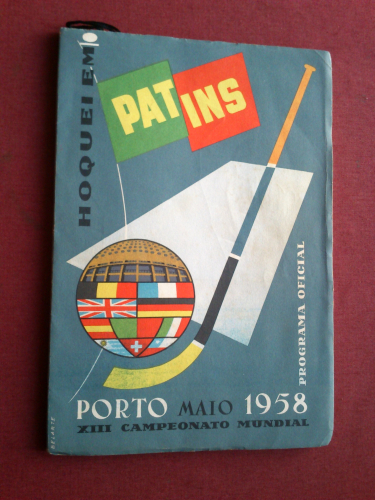 HOQUEI EM
PATINS
PROGRAMA OFICIAL
PORTO MAIO 1958
XIII CAMPEONATO MUNDIAL